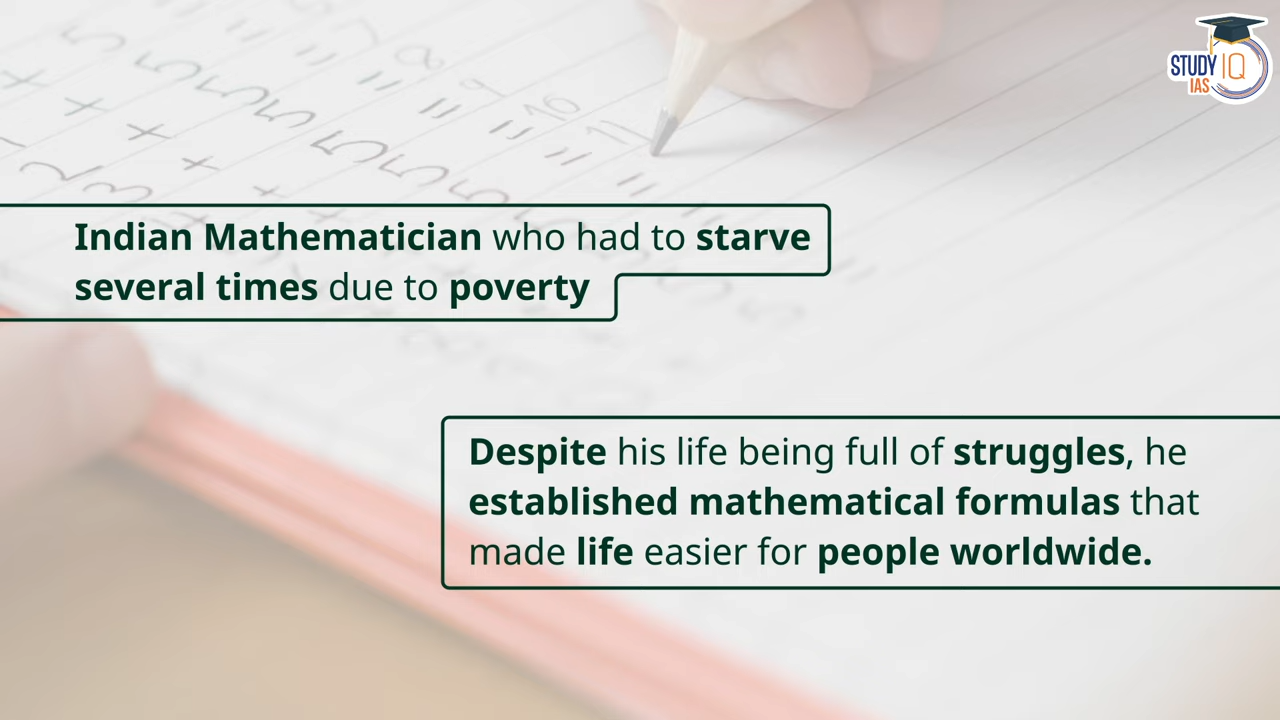 STUDY IQ
IAS
Indian Mathematician who had to starve
several times due to poverty
Despite his life being full of struggles, he
established mathematical formulas that
made life easier for people worldwide.